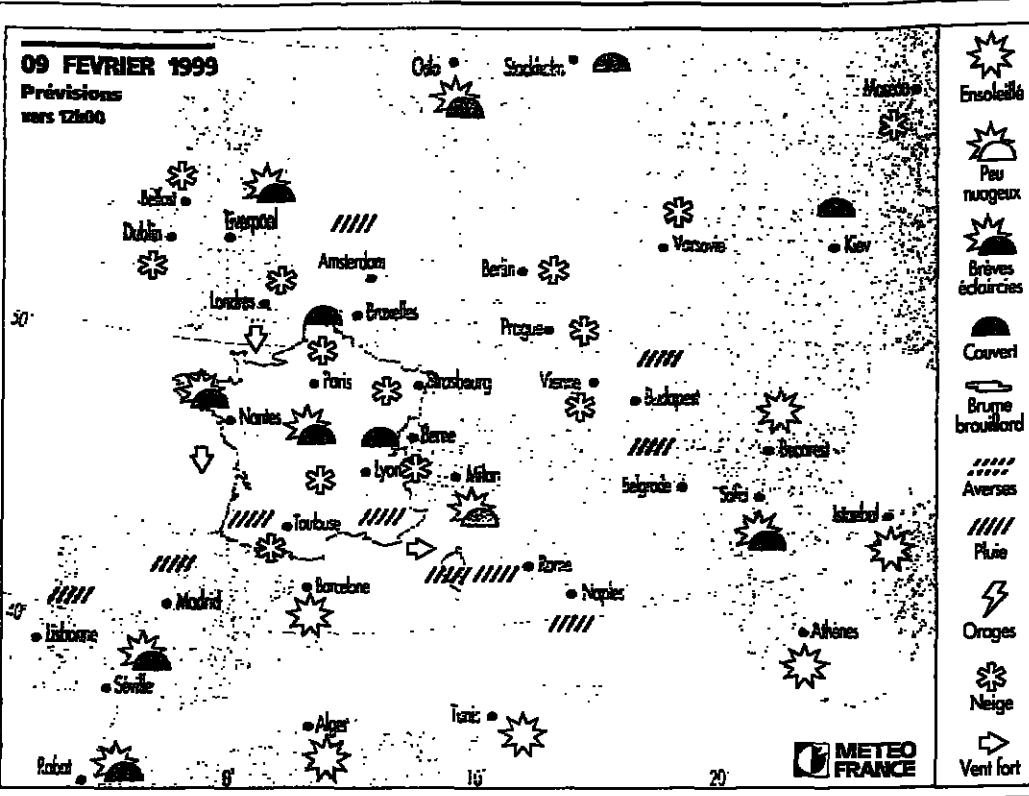 09 FEVRIER 1999
Prévisions
vers 12h00
Oslo
Stockholm
Moscou
Belfast
Liverpool
Dublin
Varsovie
Kiev
Amsterdam
Berlin
Londres
50°
Bruxelles
Prague
Paris
Strasbourg
Vienne
Budapest
Nantes
Berne
Bucarest
Lyon
Milan
Belgrade
Sofia
Istanbul
Toulouse
Barcelone
Rome
Madrid
Naples
40°
Lisbonne
Athènes
Séville
Alger
Tunis
Rabat
0°
10°
20°
METEO
FRANCE
Ensoleillé
Peu
nuageux
Brèves
éclaircies
Couvert
Brume
brouillard
Averses
Pluie
Orages
Neige
Vent fort